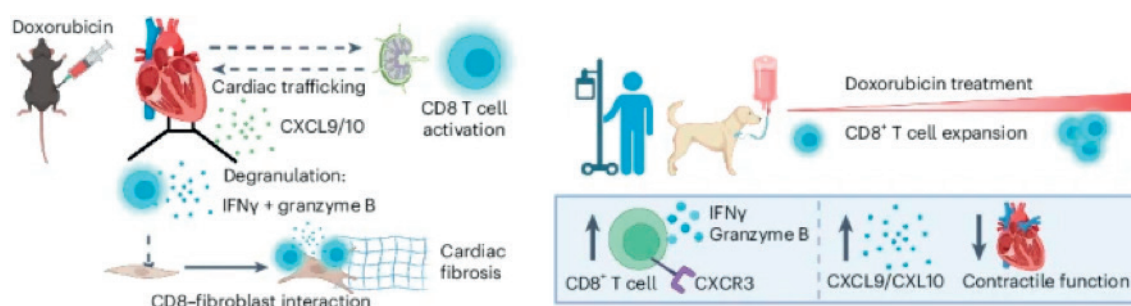 Doxorubicin
Cardiac trafficking
CXCL9/10
CD8 T cell
activation
Degranulation:
IFNγ + granzyme B
Cardiac
fibrosis
CD8–fibroblast interaction
Doxorubicin treatment
CD8⁺ T cell expansion
IFNγ
Granzyme B
CD8⁺ T cell
CXCR3
CXCL9/CXL10
Contractile function